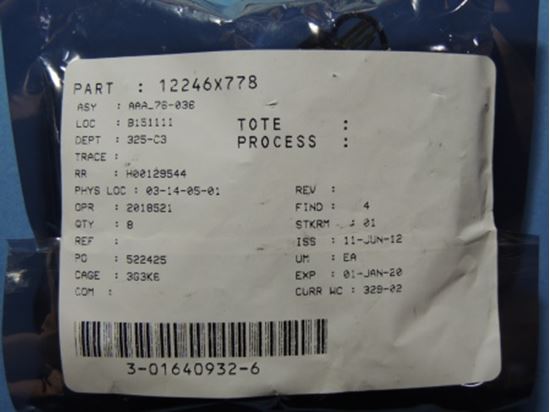 PART : 12246X778
ASY : AAA_76-036
LOC : B151111
TOTE :
DEPT : 325-C3
PROCESS :
TRACE :
RR : H00129544
PHYS LOC : 03-14-05-01
REV :
OPR : 2018521
FIND : 4
QTY : 8
STKRM : 01
REF :
ISS : 11-JUN-12
PO : 522425
UM : EA
CAGE : 3G3K6
EXP : 01-JAN-20
COM :
CURR WC : 329-02
3-01640932-6